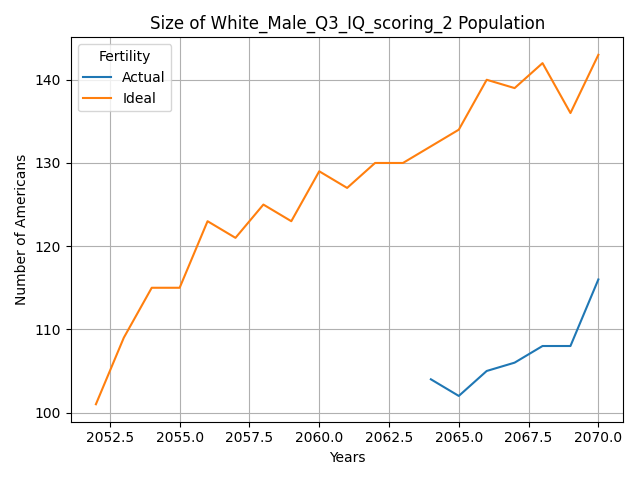 Size of White_Male_Q3_IQ_scoring_2 Population
Fertility
Actual
Ideal
Number of Americans
140
130
120
110
100
2052.5 2055.0 2057.5 2060.0 2062.5 2065.0 2067.5 2070.0
Years